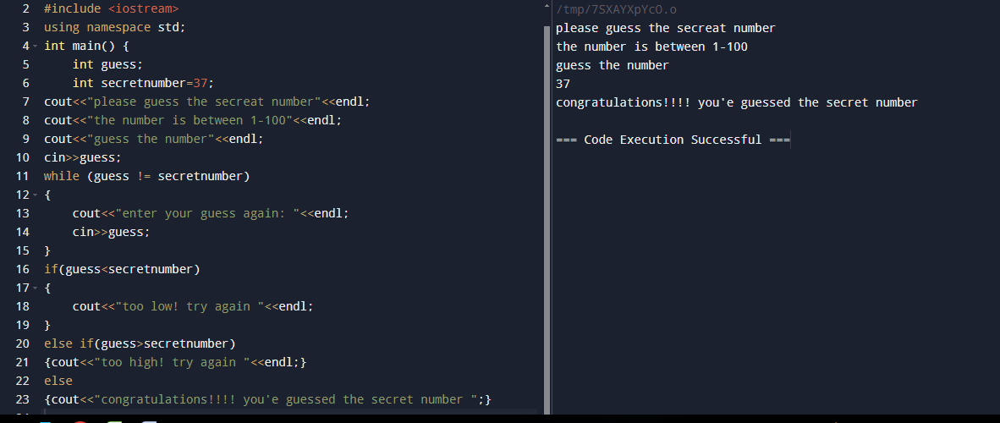 2 #include <iostream>
3 using namespace std;
4 int main() {
5 int guess;
6 int secretnumber=37;
7 cout<<"please guess the secreat number"<<endl;
8 cout<<"the number is between 1-100"<<endl;
9 cout<<"guess the number"<<endl;
10 cin>>guess;
11 while (guess != secretnumber)
12 {
13 cout<<"enter your guess again: "<<endl;
14 cin>>guess;
15 }
16 if(guess<secretnumber)
17 {
18 cout<<"too low! try again "<<endl;
19 }
20 else if(guess>secretnumber)
21 {cout<<"too high! try again "<<endl;}
22 else
23 {cout<<"congratulations!!!! you'e guessed the secret number ";}
/tmp/7SXAYXpYcO.o
please guess the secreat number
the number is between 1-100
guess the number
37
congratulations!!!! you'e guessed the secret number
=== Code Execution Successful ===